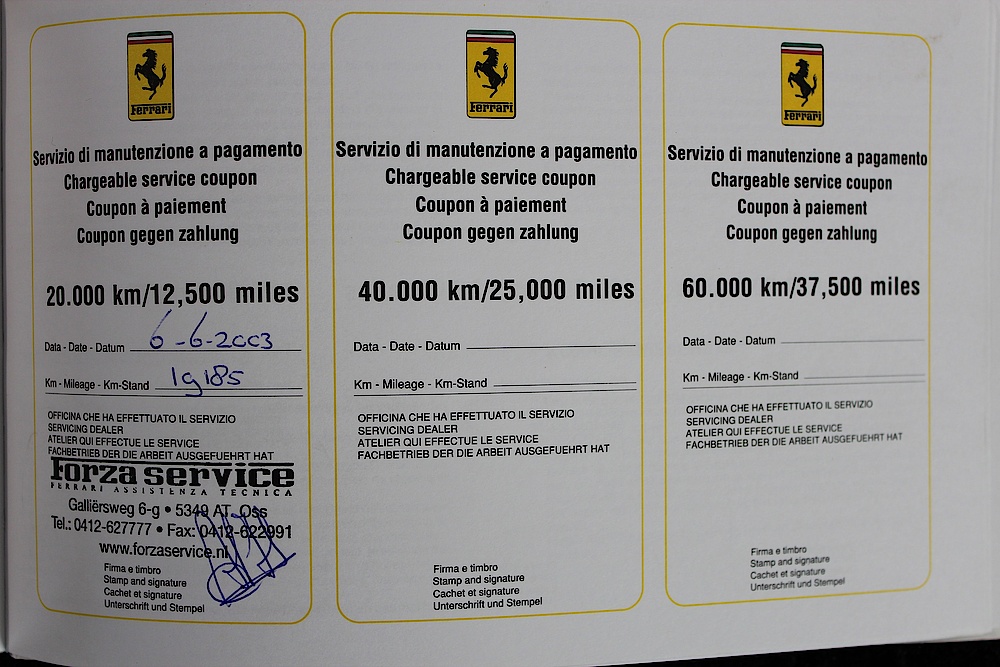 Ferrari
Servizio di manutenzione a pagamento
Chargeable service coupon
Coupon à paiement
Coupon gegen zahlung
20.000 km/12,500 miles
Data - Date - Datum 6-6-2003
Km - Mileage - Km-Stand 19185
OFFICINA CHE HA EFFETTUATO IL SERVIZIO
SERVICING DEALER
ATELIER QUI EFFECTUE LE SERVICE
FACHBETRIEB DER DIE ARBEIT AUSGEFUEHRT HAT
forza service
FERRARI ASSISTENZA TECNICA
Galliërsweg 6-g • 5349 AT Oss
Tel.: 0412-627777 • Fax: 0412-622991
www.forzaservice.nl
Firma e timbro
Stamp and signature
Cachet et signature
Unterschrift und Stempel
Ferrari
Servizio di manutenzione a pagamento
Chargeable service coupon
Coupon à paiement
Coupon gegen zahlung
40.000 km/25,000 miles
Data - Date - Datum
Km - Mileage - Km-Stand
OFFICINA CHE HA EFFETTUATO IL SERVIZIO
SERVICING DEALER
ATELIER QUI EFFECTUE LE SERVICE
FACHBETRIEB DER DIE ARBEIT AUSGEFUEHRT HAT
Firma e timbro
Stamp and signature
Cachet et signature
Unterschrift und Stempel
Ferrari
Servizio di manutenzione a pagamento
Chargeable service coupon
Coupon à paiement
Coupon gegen zahlung
60.000 km/37,500 miles
Data - Date - Datum
Km - Mileage - Km-Stand
OFFICINA CHE HA EFFETTUATO IL SERVIZIO
SERVICING DEALER
ATELIER QUI EFFECTUE LE SERVICE
FACHBETRIEB DER DIE ARBEIT AUSGEFUEHRT HAT
Firma e timbro
Stamp and signature
Cachet et signature
Unterschrift und Stempel